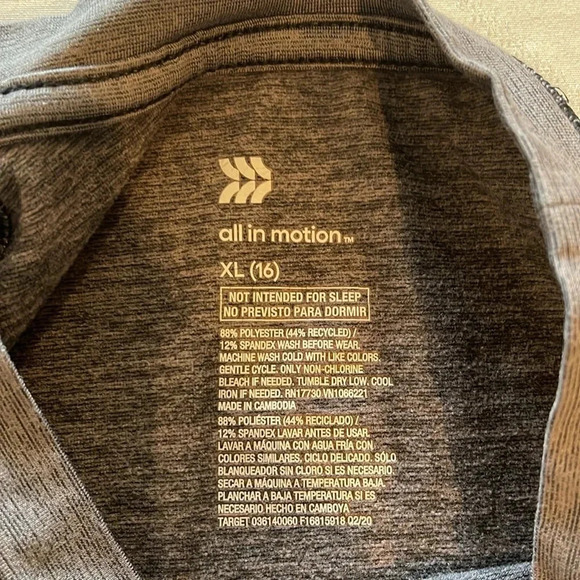 all in motion™
XL (16)
NOT INTENDED FOR SLEEP
NO PREVISTO PARA DORMIR
88% POLYESTER (44% RECYCLED) /
12% SPANDEX WASH BEFORE WEAR.
MACHINE WASH COLD WITH LIKE COLORS.
GENTLE CYCLE. ONLY NON-CHLORINE
BLEACH IF NEEDED. TUMBLE DRY LOW. COOL
IRON IF NEEDED. RN17730 VN1066221
MADE IN CAMBODIA
88% POLIÉSTER (44% RECICLADO) /
12% SPANDEX LAVAR ANTES DE USAR.
LAVAR A MÁQUINA CON AGUA FRÍA CON
COLORES SIMILARES. CICLO DELICADO. SÓLO
BLANQUEADOR SIN CLORO SI ES NECESARIO.
SECAR A MÁQUINA A TEMPERATURA BAJA.
PLANCHAR A BAJA TEMPERATURA SI ES
NECESARIO HECHO EN CAMBOYA
TARGET 036140060 F16815918 Q2/20